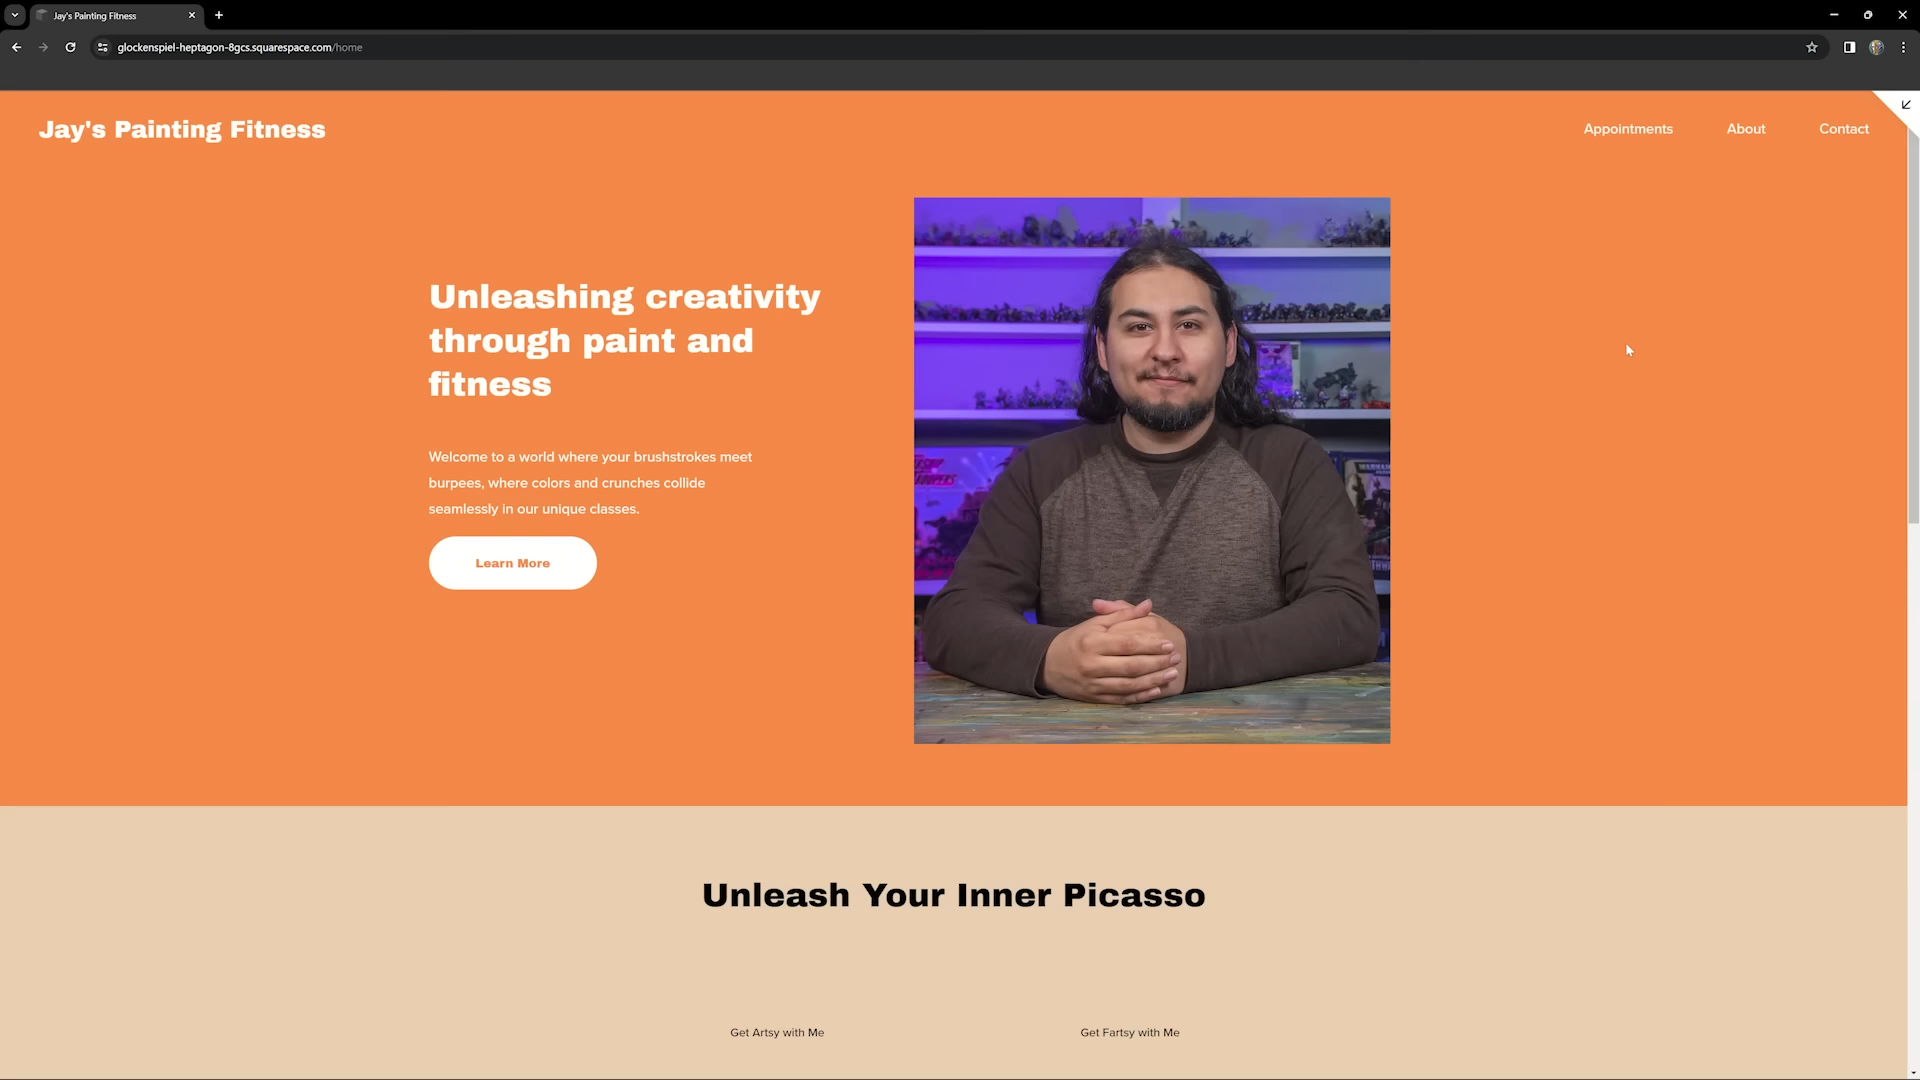 Jay's Painting Fitness
glockenspiel-heptagon-8gcs.squarespace.com/home
Jay's Painting Fitness
Appointments
About
Contact
Unleashing creativity
through paint and
fitness
Welcome to a world where your brushstrokes meet
burpees, where colors and crunches collide
seamlessly in our unique classes.
Learn More
Unleash Your Inner Picasso
Get Artsy with Me
Get Fartsy with Me